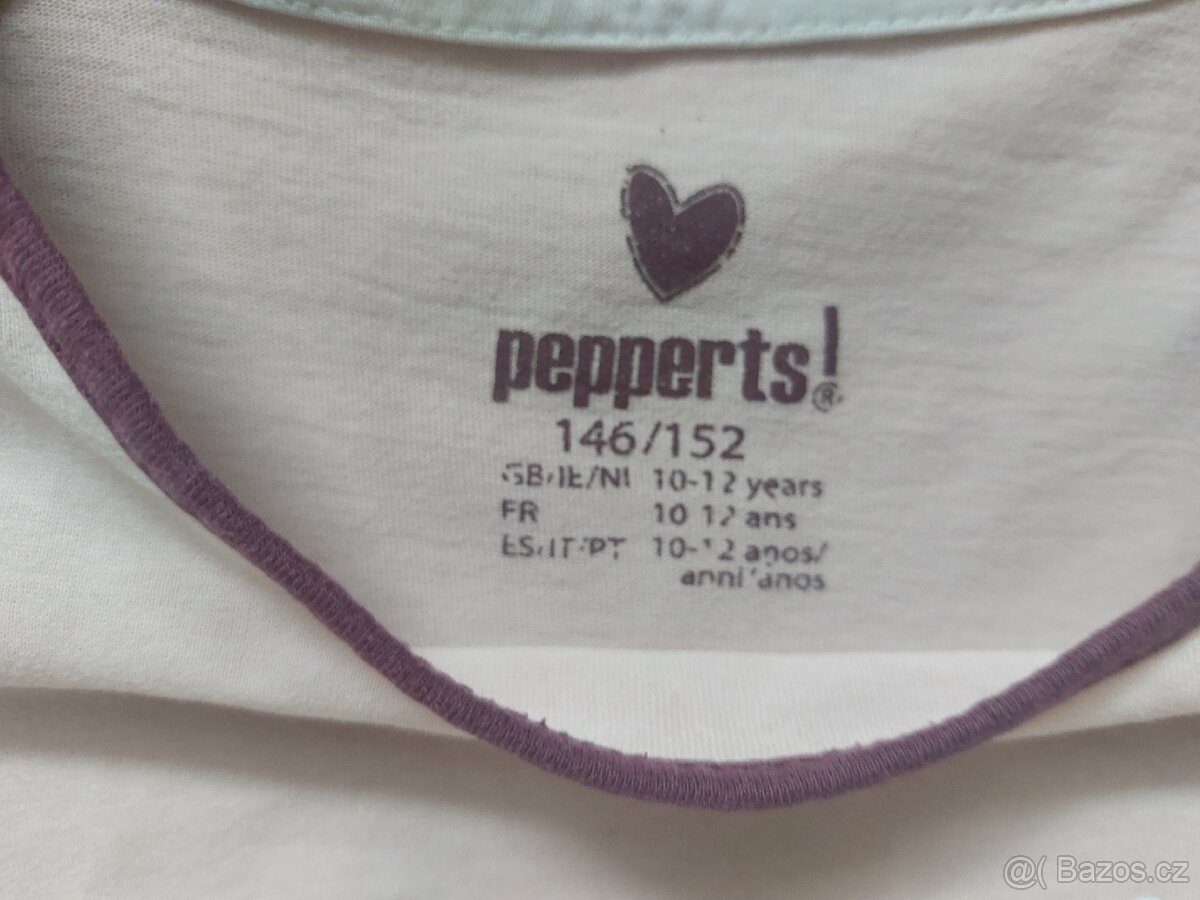 pepperts!®
146/152
GB/IE/NI 10-12 years
FR 10-12 ans
ES/IT/PT 10-12 años/
anni/anos
@( Bazos.cz